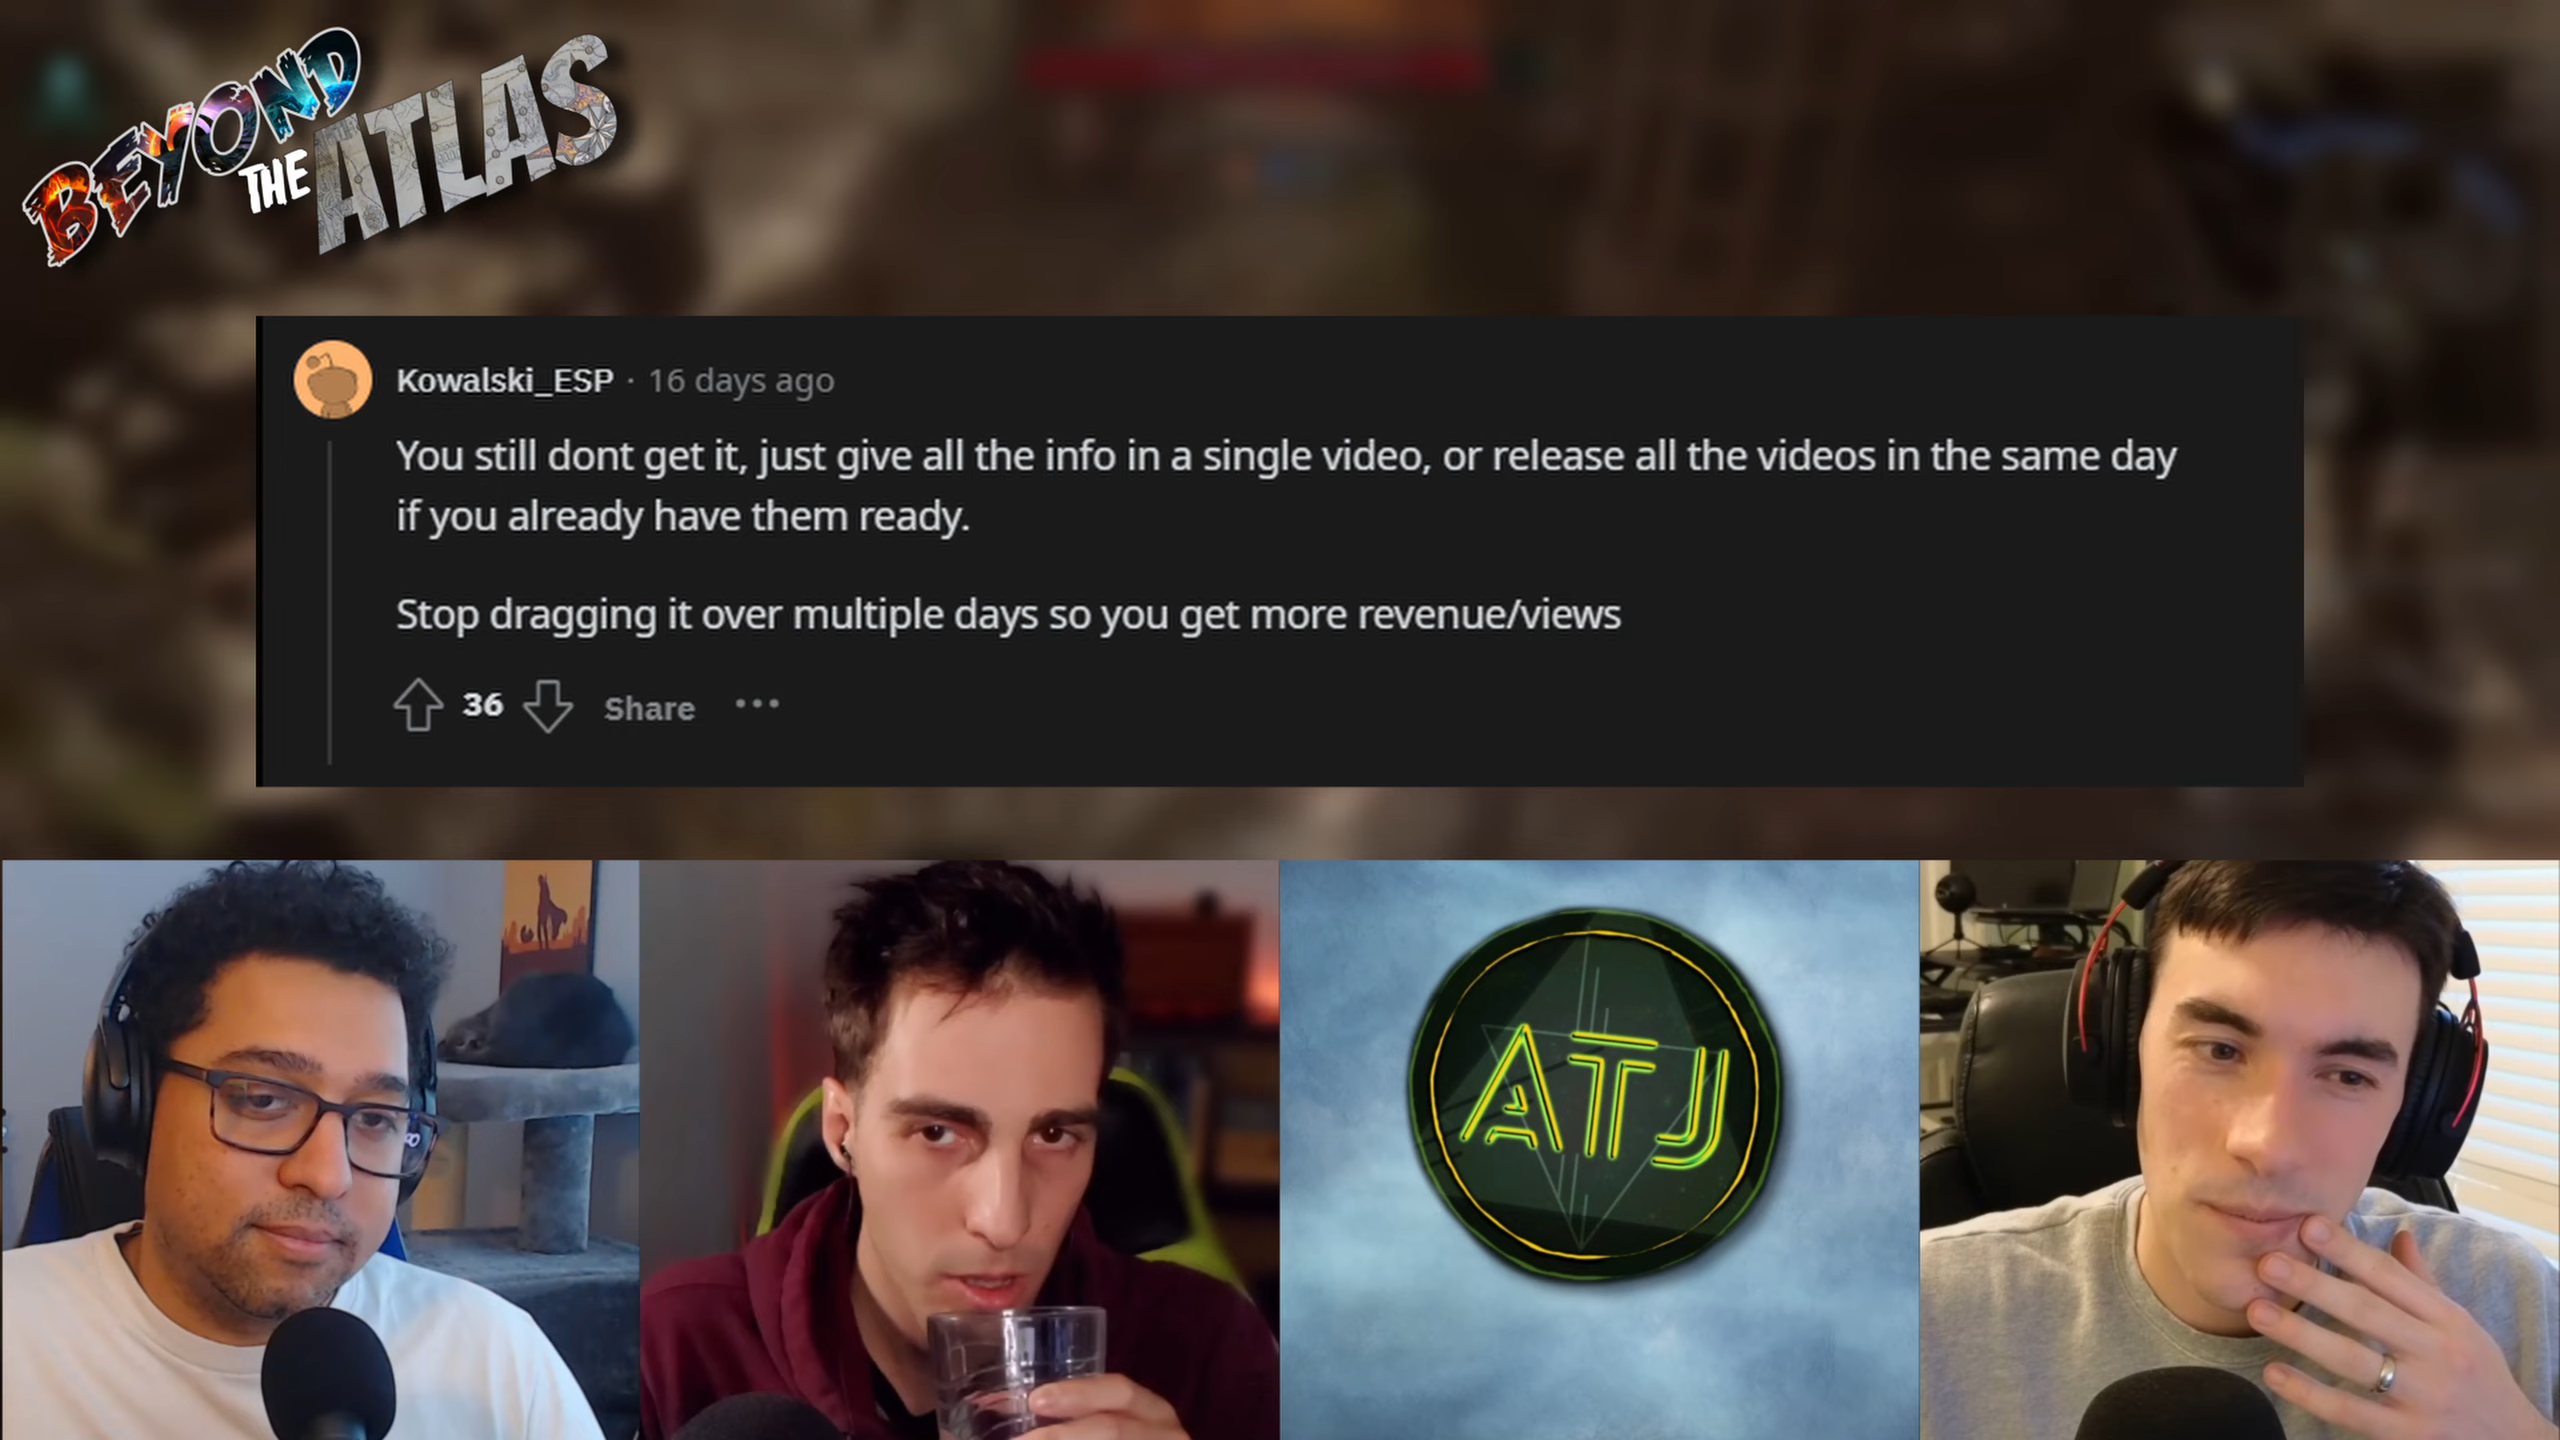 BEYOND
THE ATLAS
Kowalski_ESP · 16 days ago
You still dont get it, just give all the info in a single video, or release all the videos in the same day
if you already have them ready.
Stop dragging it over multiple days so you get more revenue/views
36 Share ...
ATJ